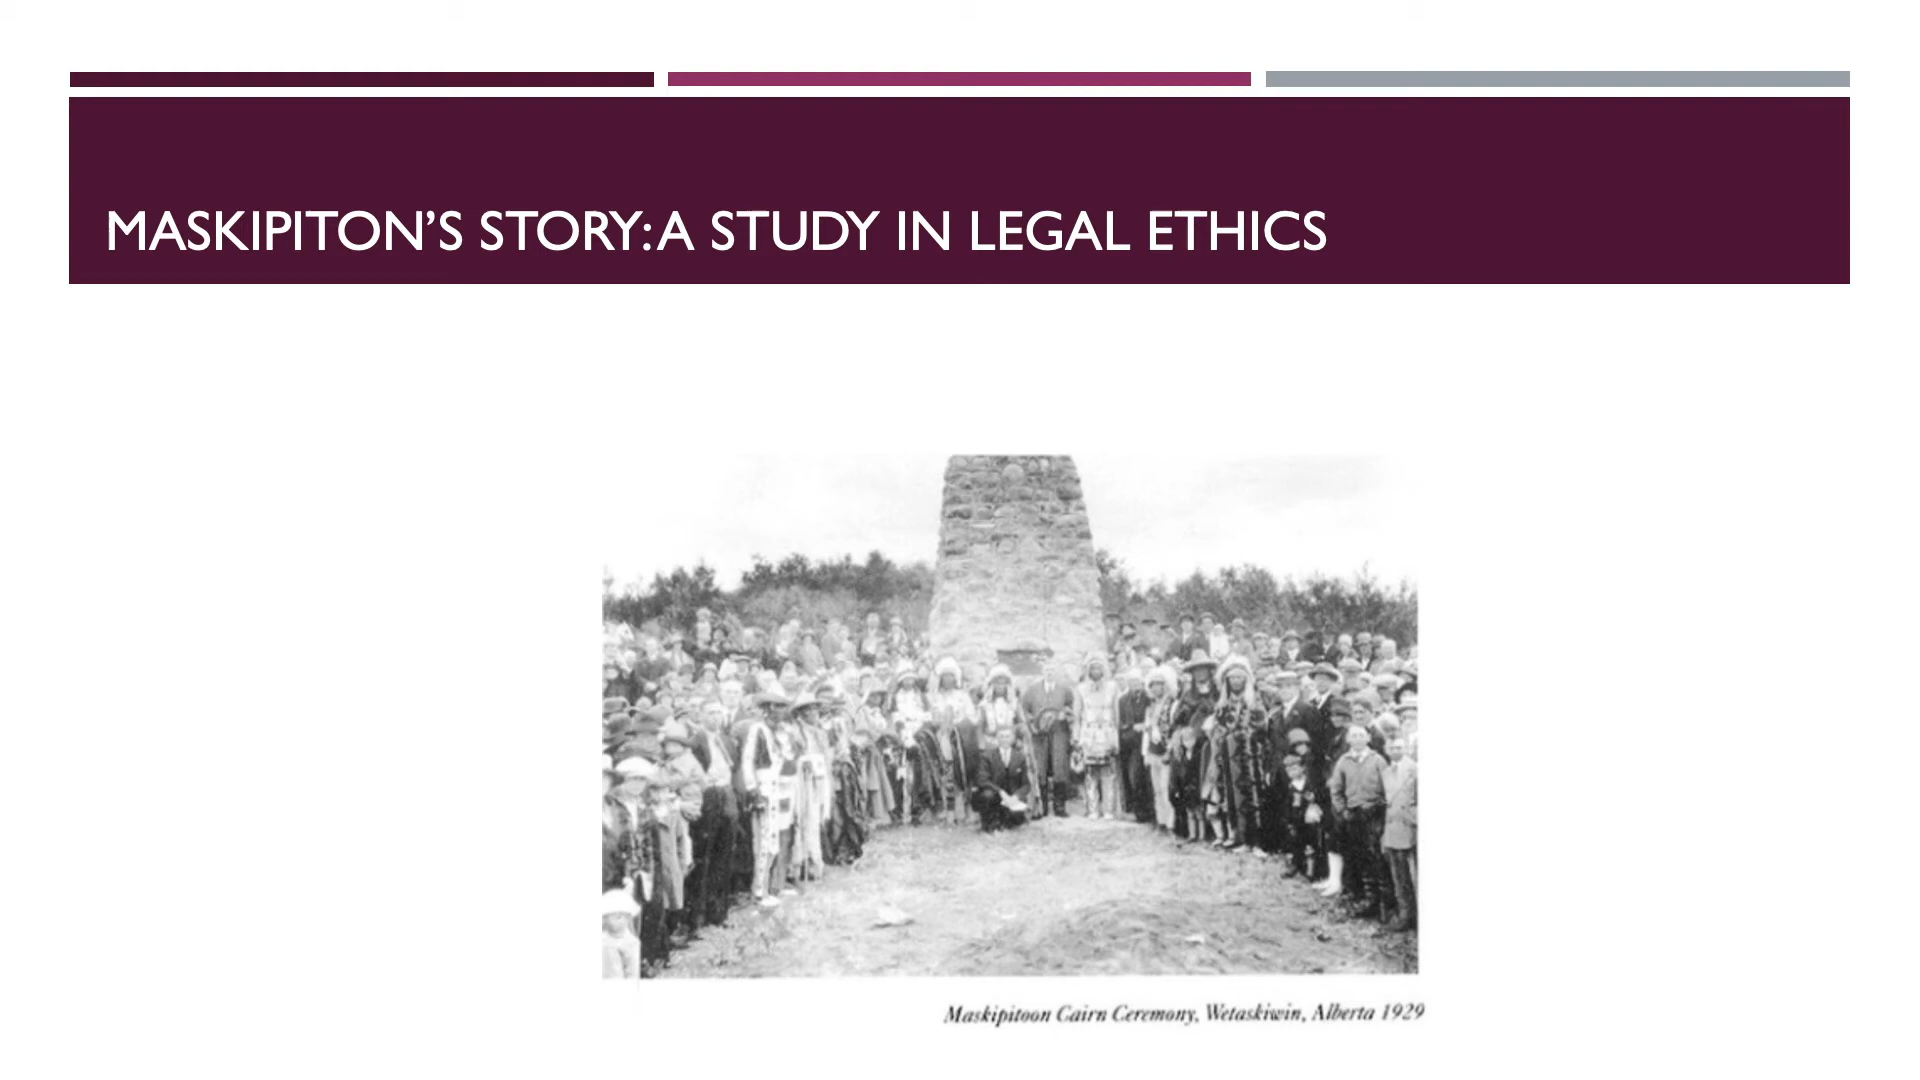 MASKIPITON’S STORY: A STUDY IN LEGAL ETHICS
Maskipitoon Cairn Ceremony, Wetaskiwin, Alberta 1929